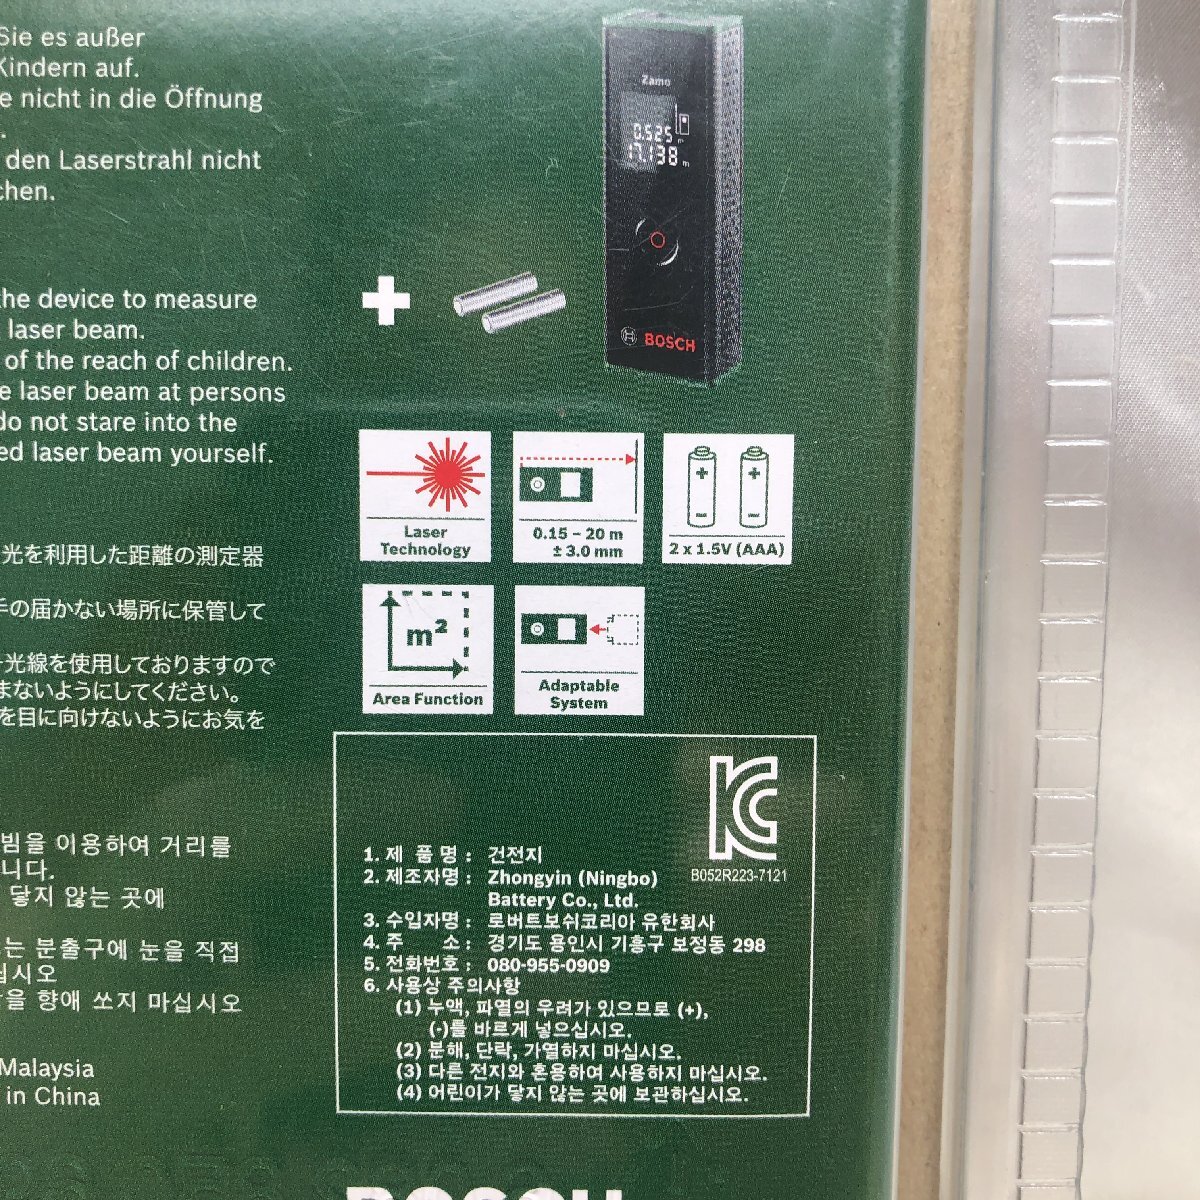 Sie es außer
Kindern auf.
e nicht in die Öffnung
.
den Laserstrahl nicht
chen.
Zamo
0.525 m
17.138 m
BOSCH
the device to measure
laser beam.
of the reach of children.
e laser beam at persons
do not stare into the
ed laser beam yourself.
Laser
Technology
0.15 – 20 m
± 3.0 mm
2 x 1.5V (AAA)
光を利用した距離の測定器
手の届かない場所に保管して
光線を使用しておりますので
まないようにしてください。
を目に向けないようにお気を
m²
Area Function
Adaptable
System
빔을 이용하여 거리를
니다.
닿지 않는 곳에
는 분출구에 눈을 직접
십시오
을 향애 쏘지 마십시오
Malaysia
in China
B052R223-7121
1. 제 품 명 : 건전지
2. 제조자명 : Zhongyin (Ningbo)
Battery Co., Ltd.
3. 수입자명 : 로버트보쉬코리아 유한회사
4. 주 소 : 경기도 용인시 기흥구 보정동 298
5. 전화번호 : 080-955-0909
6. 사용상 주의사항
(1) 누액, 파열의 우려가 있으므로 (+),
(-)를 바르게 넣으십시오.
(2) 분해, 단락, 가열하지 마십시오.
(3) 다른 전지와 혼용하여 사용하지 마십시오.
(4) 어린이가 닿지 않는 곳에 보관하십시오.
BOSCH